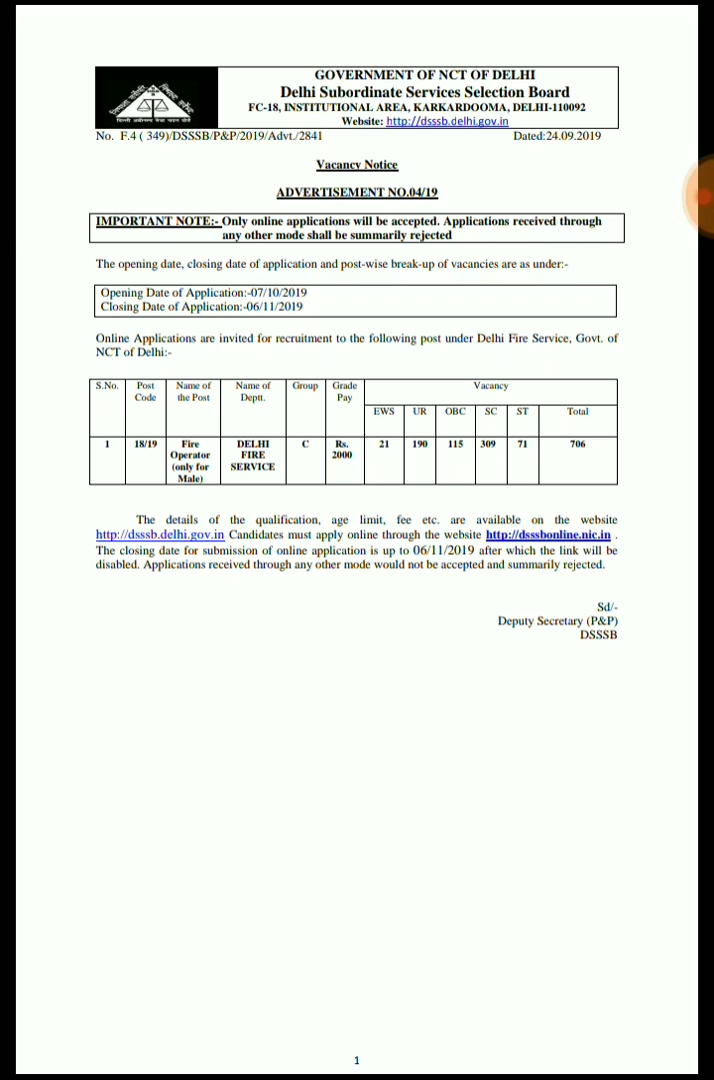 GOVERNMENT OF NCT OF DELHI
Delhi Subordinate Services Selection Board
FC-18, INSTITUTIONAL AREA, KARKARDOOMA, DELHI-110092
Website: http://dsssb.delhi.gov.in
No. F.4 ( 349)/DSSSB/P&P/2019/Advt./2841 Dated:24.09.2019
Vacancy Notice
ADVERTISEMENT NO.04/19
IMPORTANT NOTE:- Only online applications will be accepted. Applications received through
any other mode shall be summarily rejected
The opening date, closing date of application and post-wise break-up of vacancies are as under:-
Opening Date of Application:-07/10/2019
Closing Date of Application:-06/11/2019
Online Applications are invited for recruitment to the following post under Delhi Fire Service, Govt. of
NCT of Delhi:-
S.No. Post Name of Name of Group Grade Vacancy
Code the Post Deptt. Pay
EWS UR OBC SC ST Total
1 18/19 Fire DELHI C Rs. 21 190 115 309 71 706
Operator FIRE 2000
(only for SERVICE
Male)
The details of the qualification, age limit, fee etc. are available on the website
http://dsssb.delhi.gov.in Candidates must apply online through the website http://dsssbonline.nic.in .
The closing date for submission of online application is up to 06/11/2019 after which the link will be
disabled. Applications received through any other mode would not be accepted and summarily rejected.
Sd/-
Deputy Secretary (P&P)
DSSSB
1